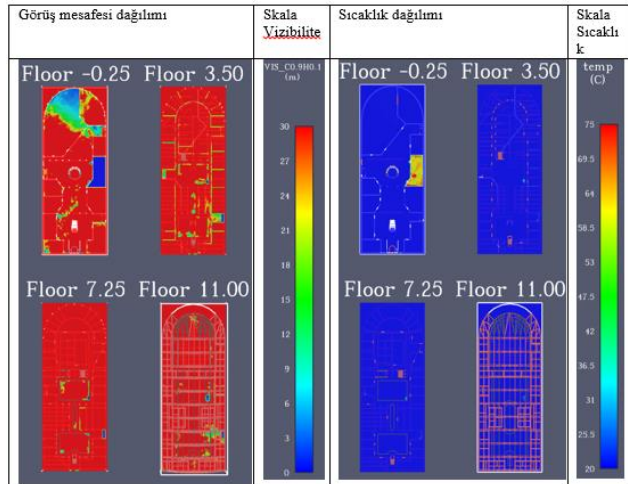 Görüş mesafesi dağılımı
Skala
Vizibilite
Sıcaklık dağılımı
Skala
Sıcaklı
k
Floor -0.25 Floor 3.50
Floor 7.25 Floor 11.00
VIS_C0.9H0.1
(m)
30
27
24
21
18
15
12
9
6
3
0
Floor -0.25 Floor 3.50
Floor 7.25 Floor 11.00
temp
(C)
75
69.5
64
58.5
53
47.5
42
36.5
31
25.5
20